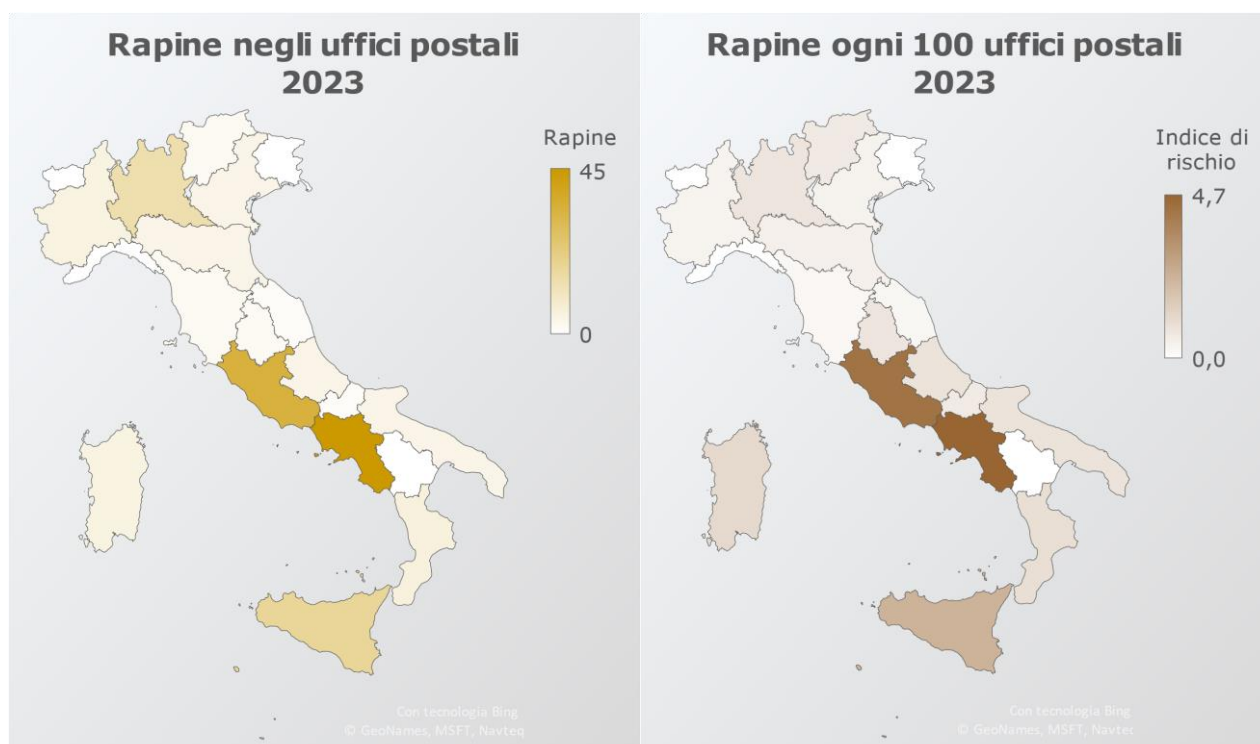 Rapine negli uffici postali
2023
Rapine
45
0
Con tecnologia Bing
© GeoNames, MSFT, Navteq
Rapine ogni 100 uffici postali
2023
Indice di
rischio
4,7
0,0
Con tecnologia Bing
© GeoNames, MSFT, Navtec